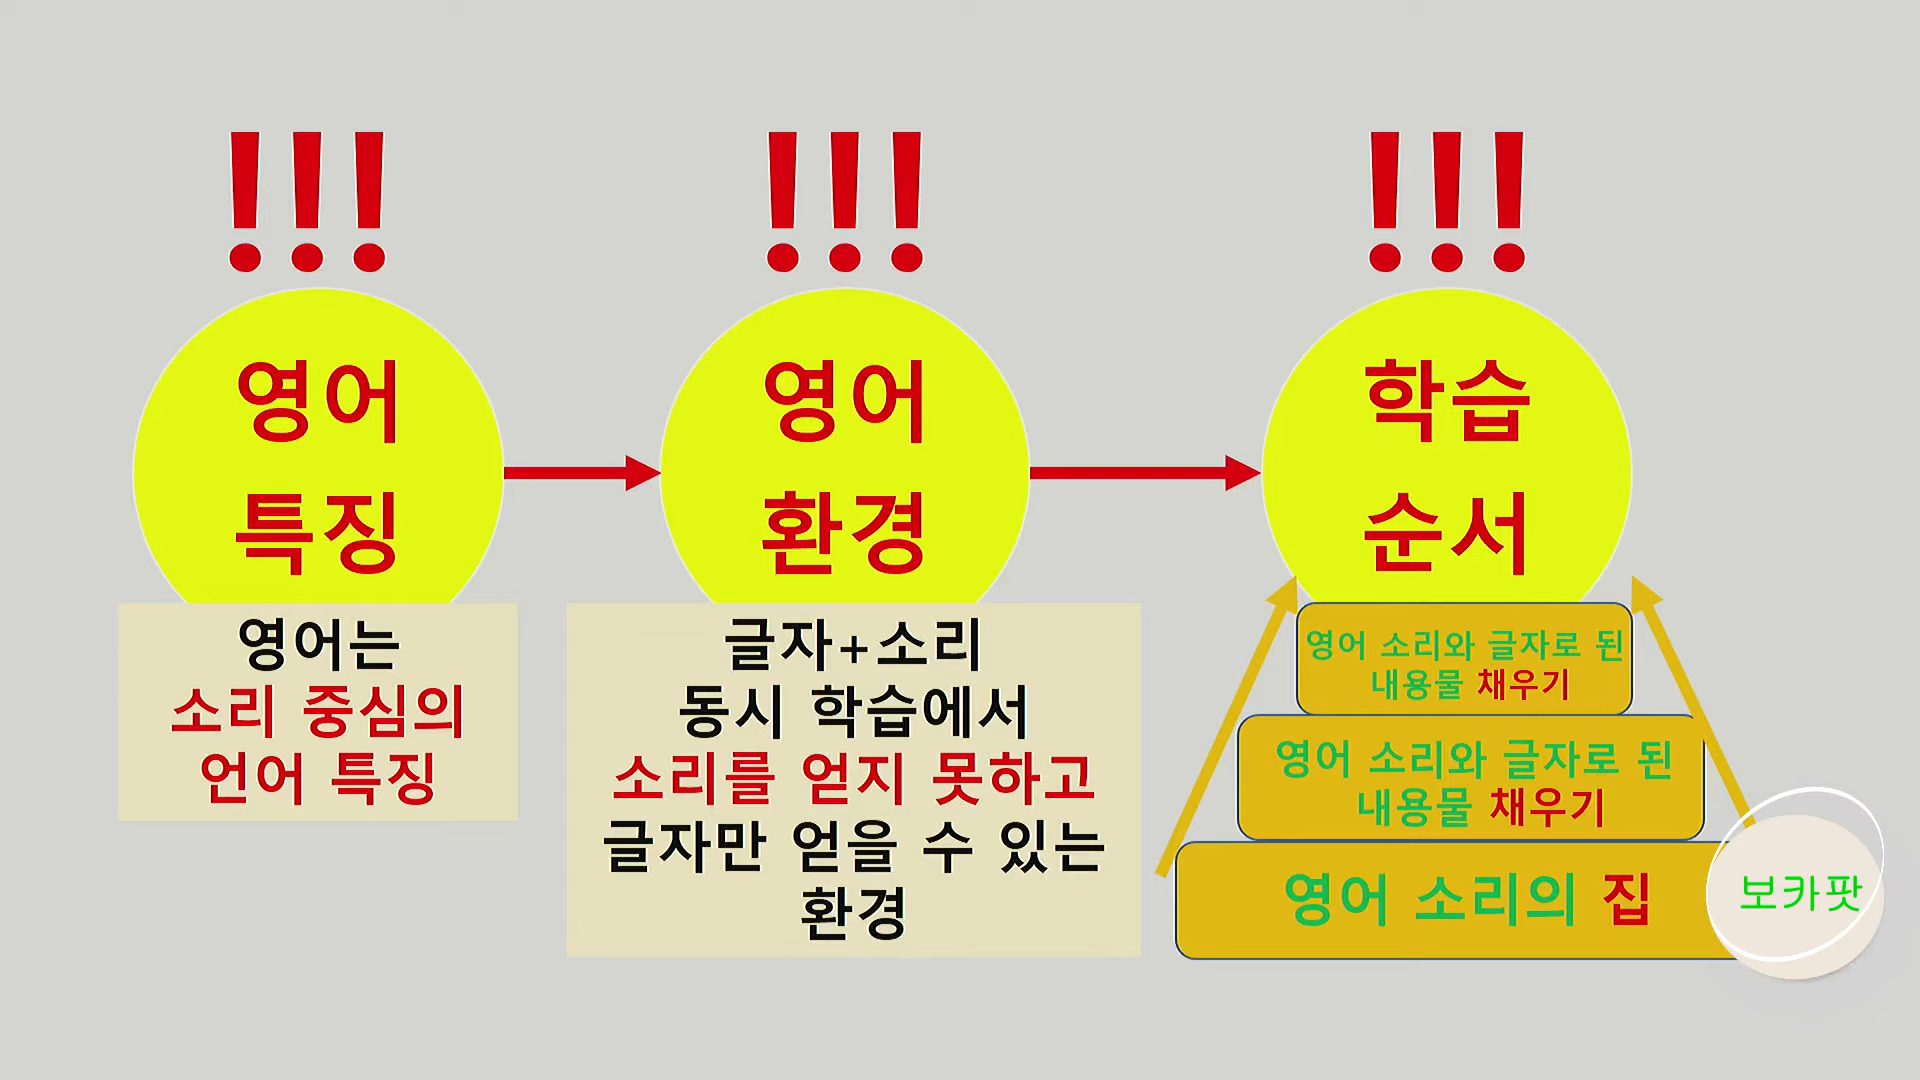 !!!
영어
특징
영어는
소리 중심의
언어 특징
!!!
영어
환경
글자+소리
동시 학습에서
소리를 얻지 못하고
글자만 얻을 수 있는
환경
!!!
학습
순서
영어 소리와 글자로 된
내용물 채우기
영어 소리와 글자로 된
내용물 채우기
영어 소리의 집
보카팟